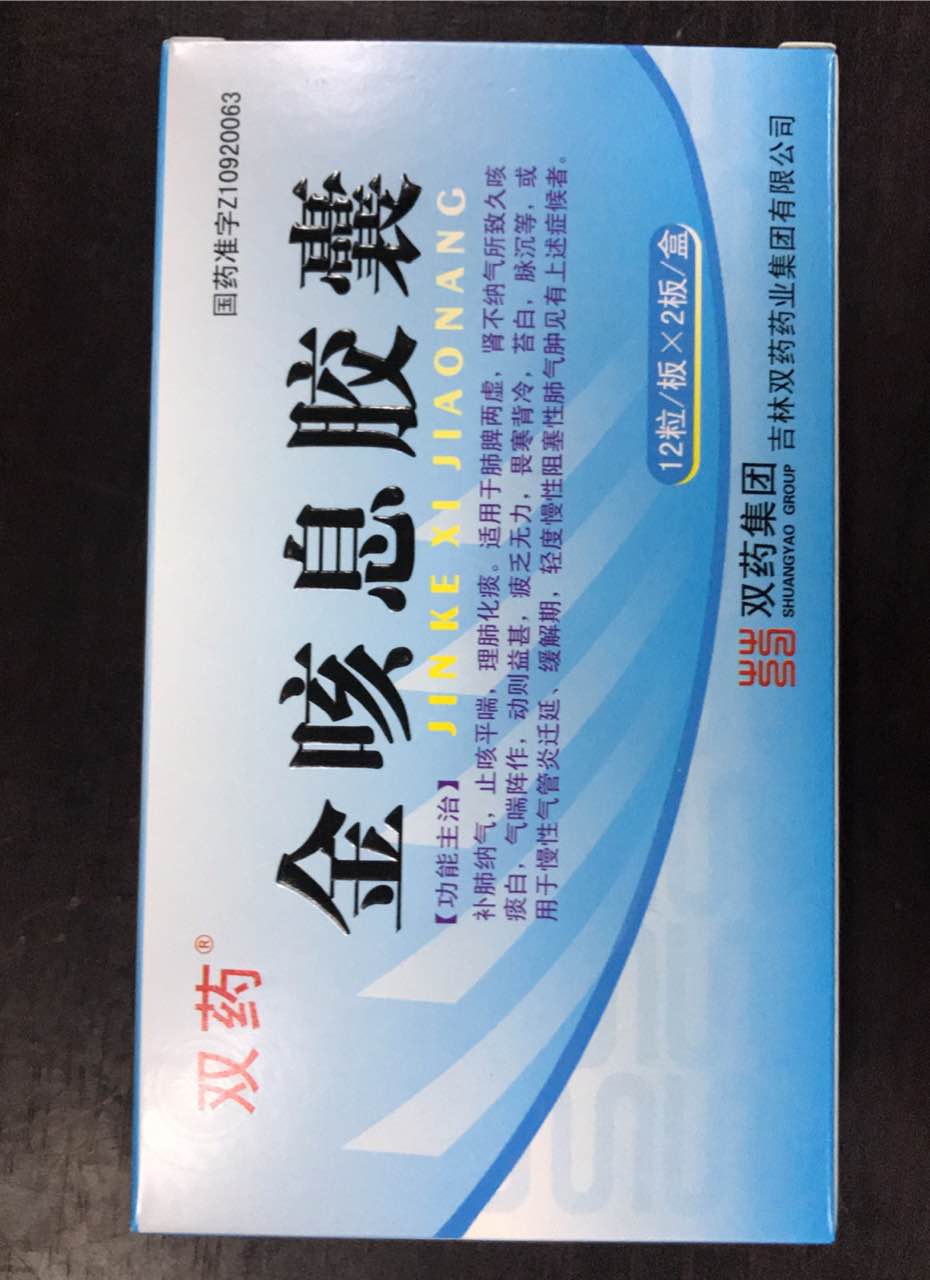 国药准字Z10920063
双药®
金咳息胶囊
JIN KE XI JIAONANG
【功能主治】
补肺纳气，止咳平喘，理肺化痰。适用于肺脾两虚，肾不纳气所致久咳
痰白，气喘阵作，动则益甚，疲乏无力，畏寒背冷，苔白，脉沉等，或
用于慢性气管炎迁延、缓解期，轻度慢性阻塞性肺气肿见有上述症候者。
12粒/板×2板/盒
双药集团 吉林双药药业集团有限公司
SHUANGYAO GROUP